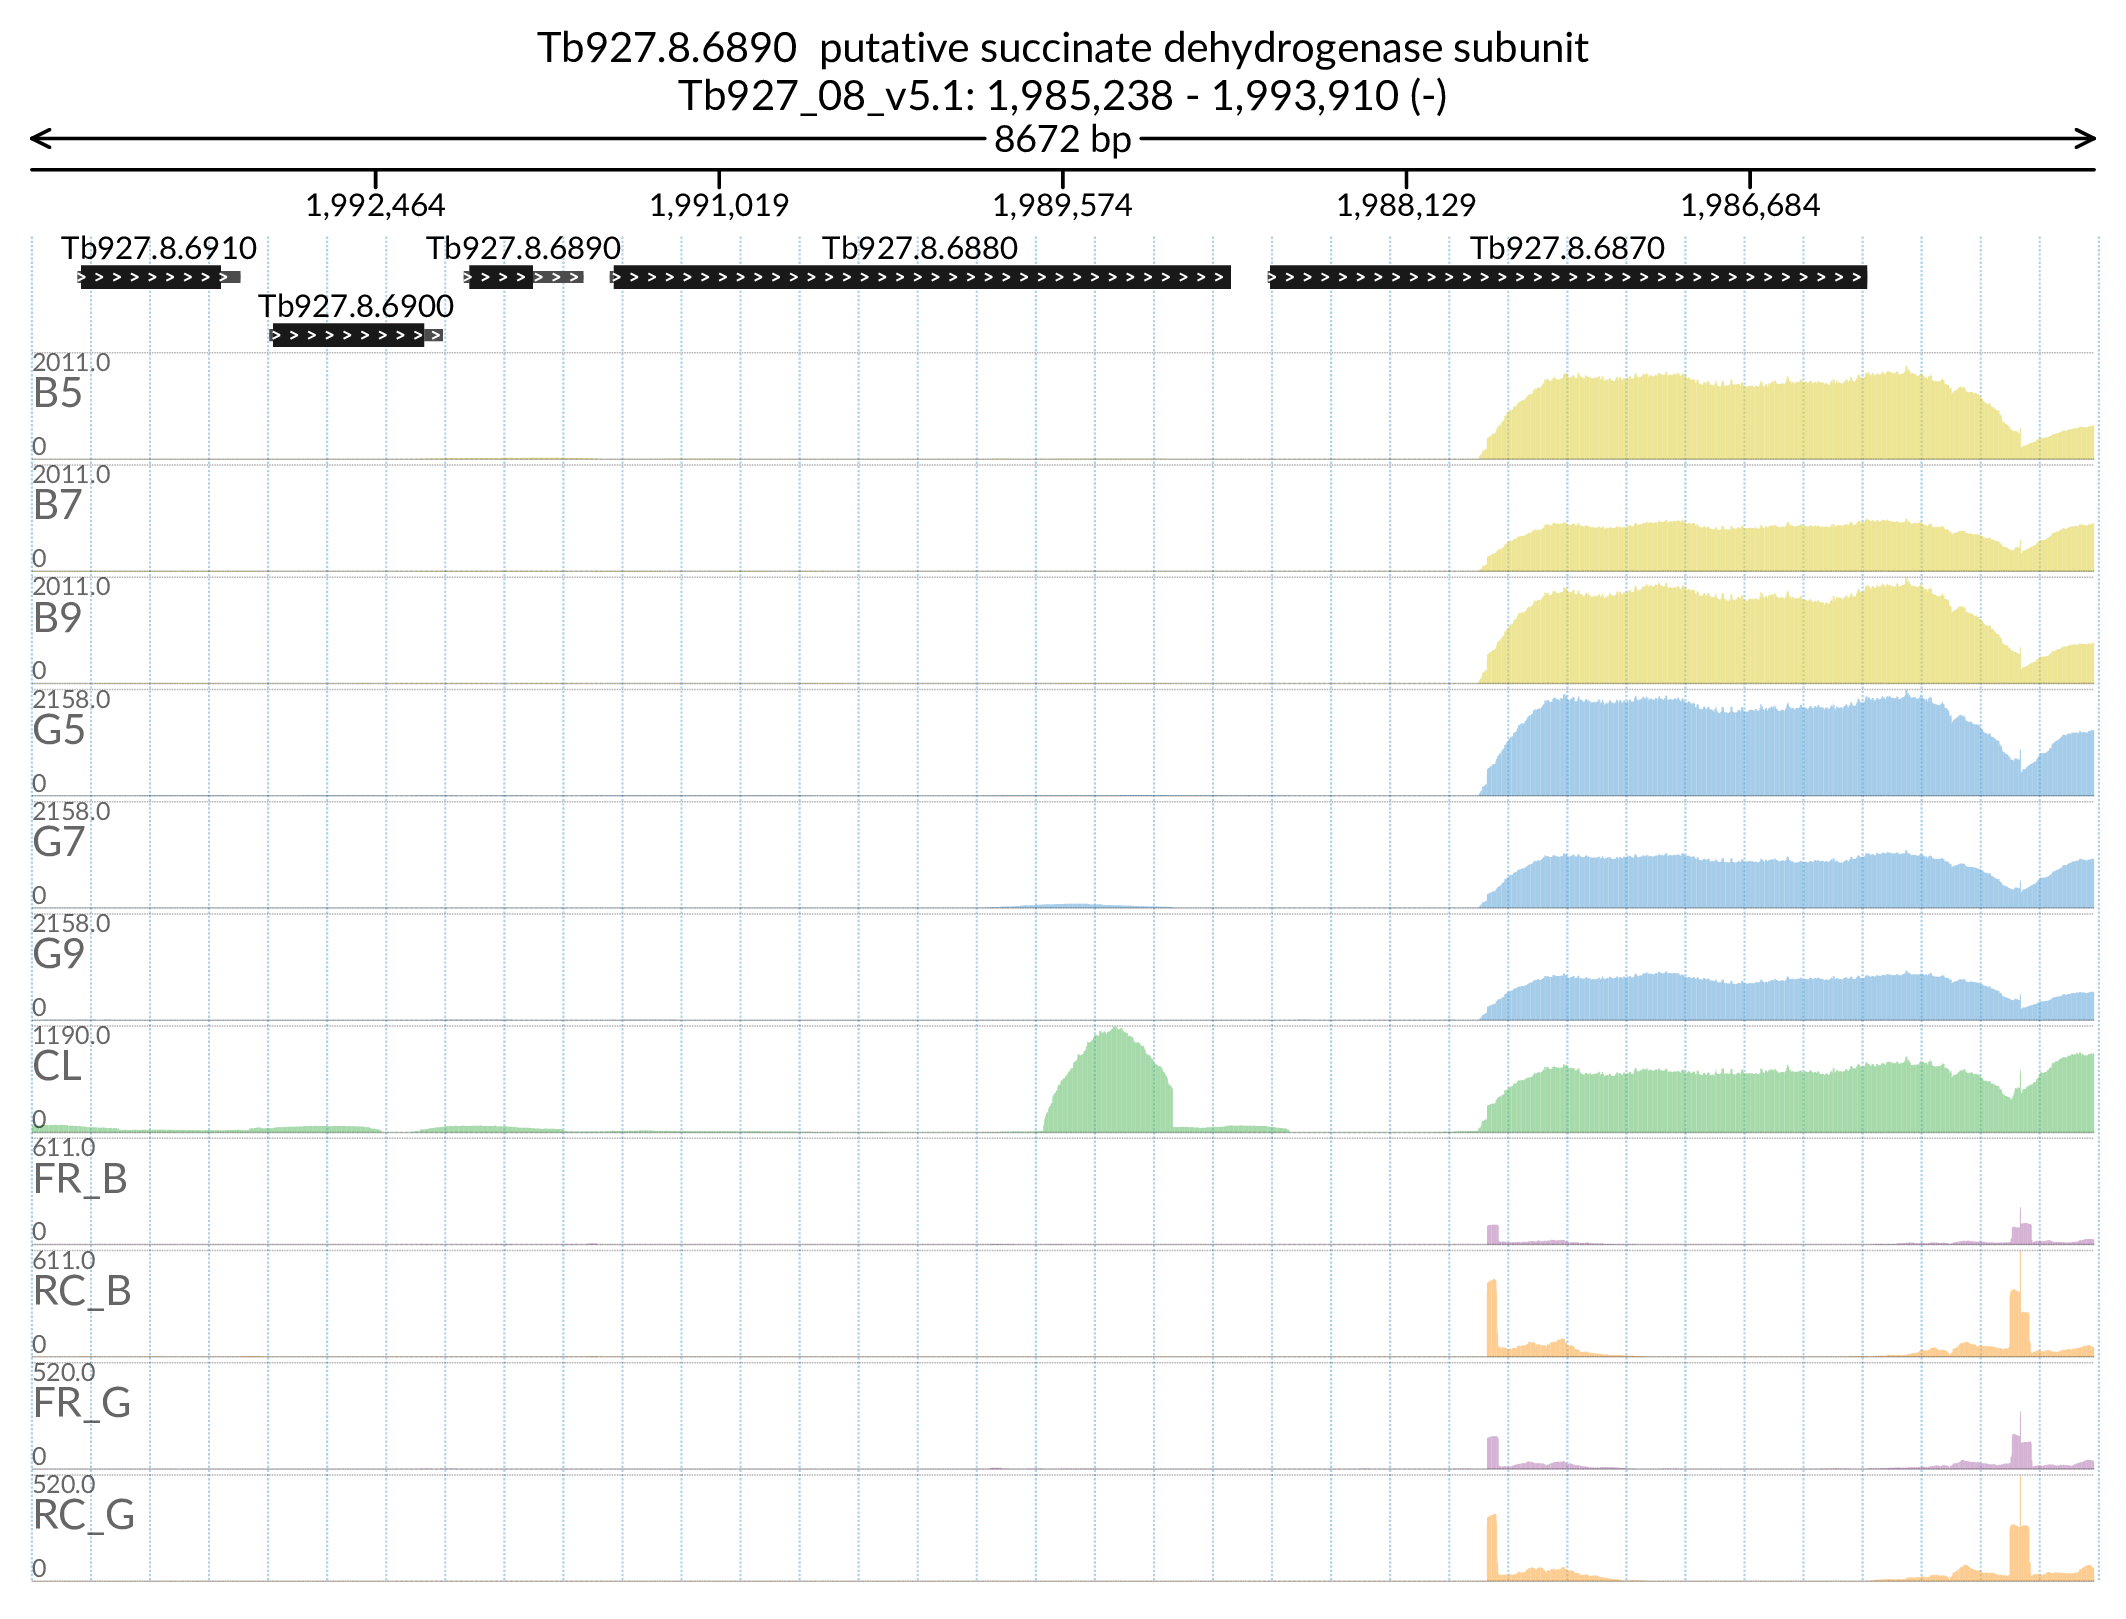 Tb927.8.6890  putative succinate dehydrogenase subunit
Tb927_08_v5.1: 1,985,238 - 1,993,910 (-)
8672 bp
1,992,464 1,991,019 1,989,574 1,988,129 1,986,684
Tb927.8.6910 Tb927.8.6890 Tb927.8.6880 Tb927.8.6870
Tb927.8.6900
2011.0
B5
0
2011.0
B7
0
2011.0
B9
0
2158.0
G5
0
2158.0
G7
0
2158.0
G9
0
1190.0
CL
0
611.0
FR_B
0
611.0
RC_B
0
520.0
FR_G
0
520.0
RC_G
0